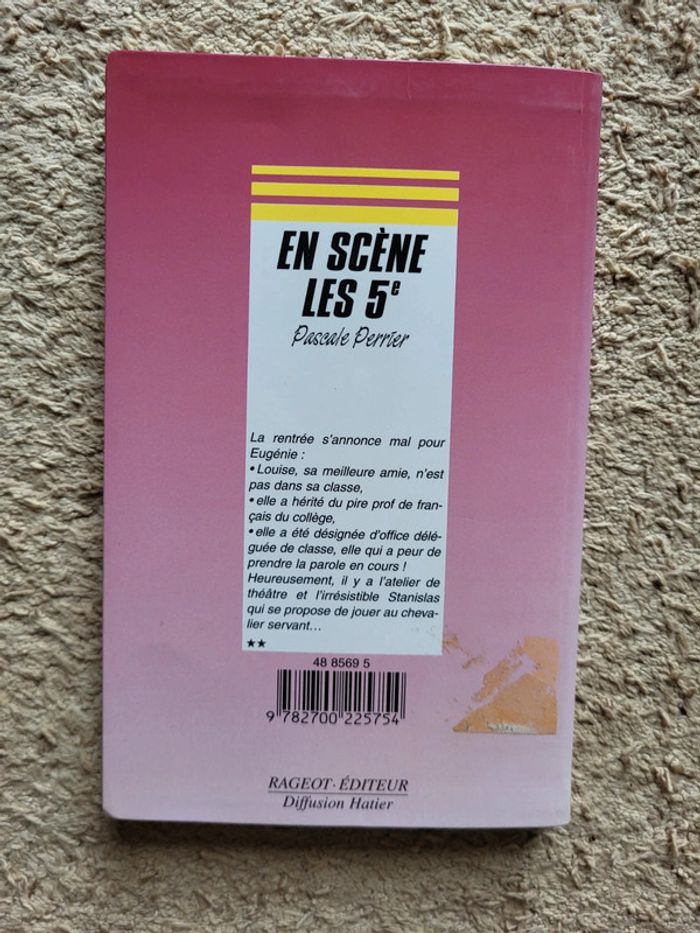 EN SCÈNE
LES 5e
Pascale Perrier
La rentrée s'annonce mal pour
Eugénie :
• Louise, sa meilleure amie, n'est
pas dans sa classe,
• elle a hérité du pire prof de fran-
çais du collège,
• elle a été désignée d'office délé-
guée de classe, elle qui a peur de
prendre la parole en cours !
Heureusement, il y a l'atelier de
théâtre et l'irrésistible Stanislas
qui se propose de jouer au cheva-
lier servant...
★★
48 8569 5
9 782700 225754
RAGEOT·ÉDITEUR
Diffusion Hatier